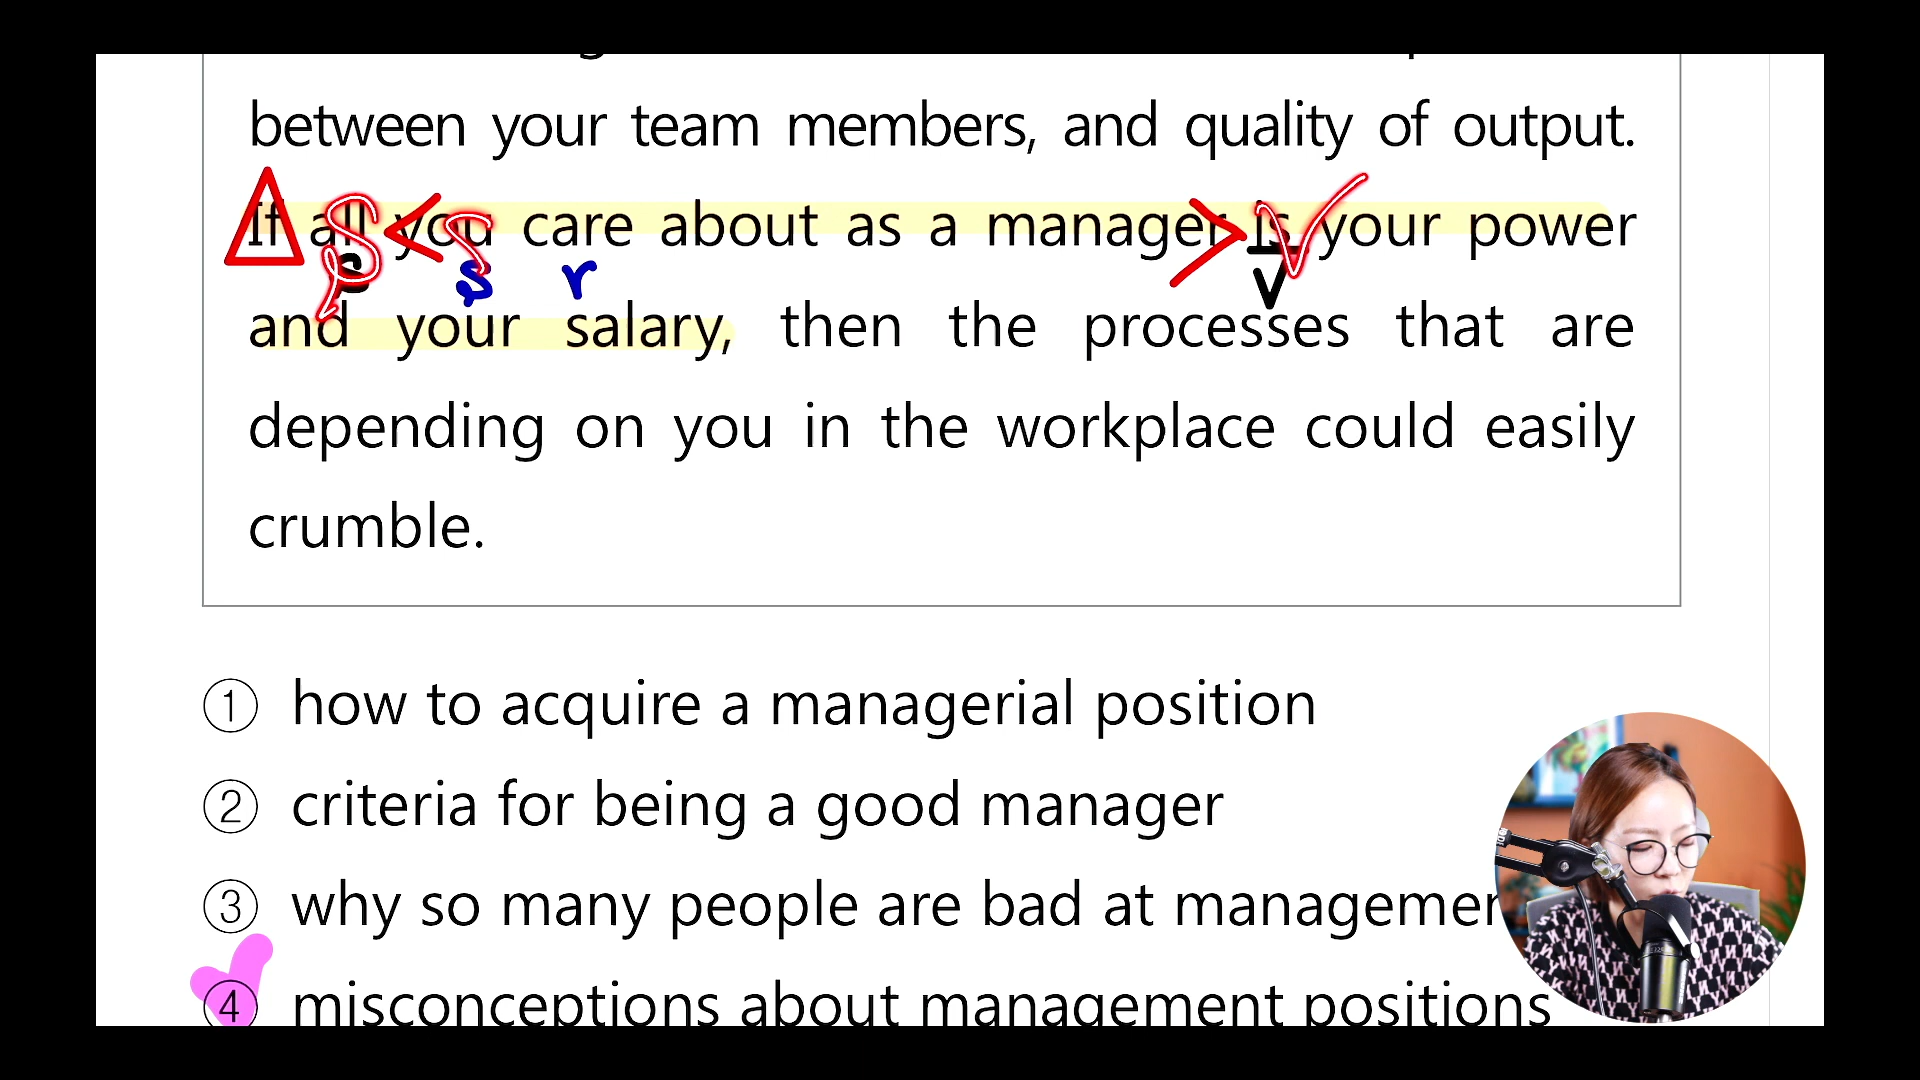 between your team members, and quality of output.
If all you care about as a manager is your power
S S V
S S r V
and your salary, then the processes that are
depending on you in the workplace could easily
crumble.
① how to acquire a managerial position
② criteria for being a good manager
③ why so many people are bad at
④ misconceptions about management positions